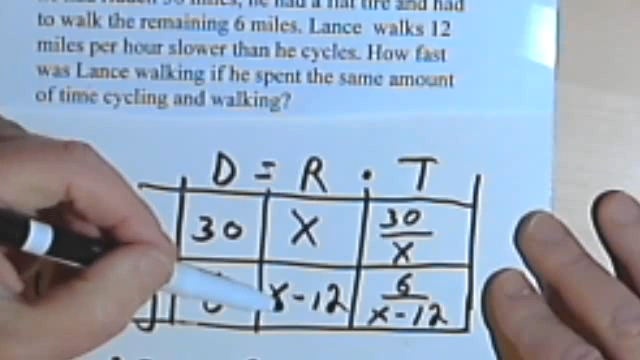 he had a flat tire and had
to walk the remaining 6 miles. Lance walks 12
miles per hour slower than he cycles. How fast
was Lance walking if he spent the same amount
of time cycling and walking?
D = R · T
30 X 30/X
X-12 6/X-12